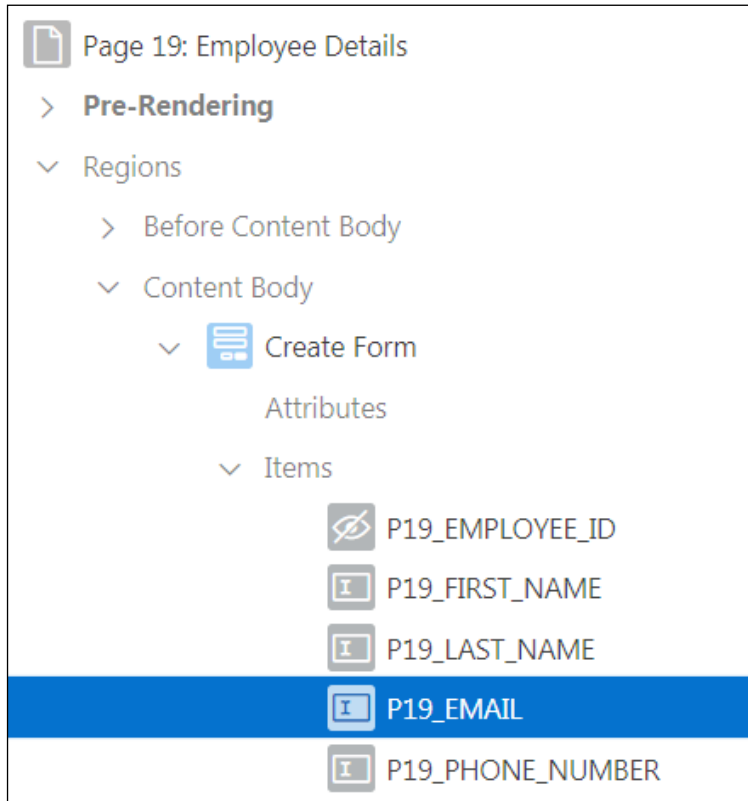 Page 19: Employee Details
Pre-Rendering
Regions
Before Content Body
Content Body
Create Form
Attributes
Items
P19_EMPLOYEE_ID
P19_FIRST_NAME
P19_LAST_NAME
P19_EMAIL
P19_PHONE_NUMBER